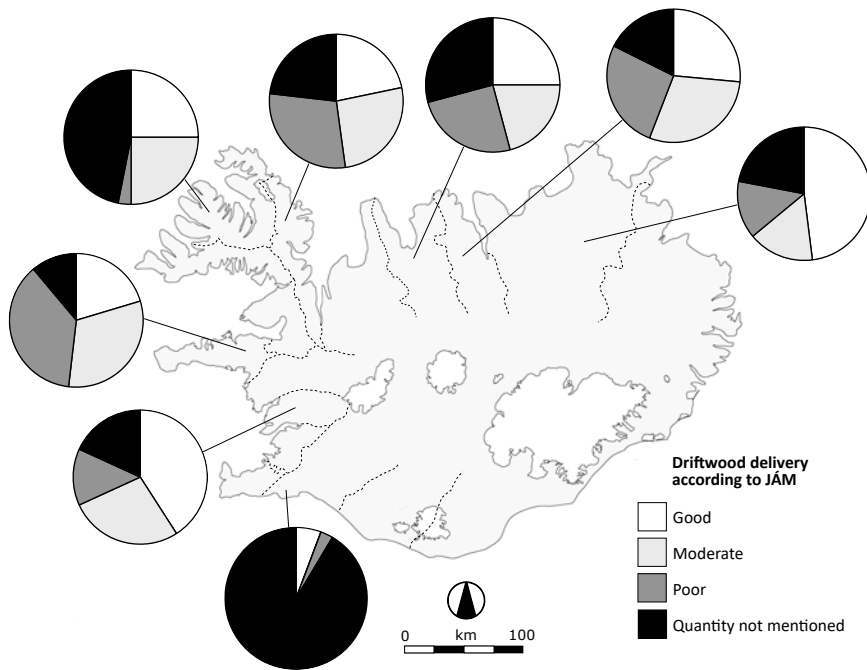 Driftwood delivery
according to JÁM
Good
Moderate
Poor
Quantity not mentioned
0 km 100